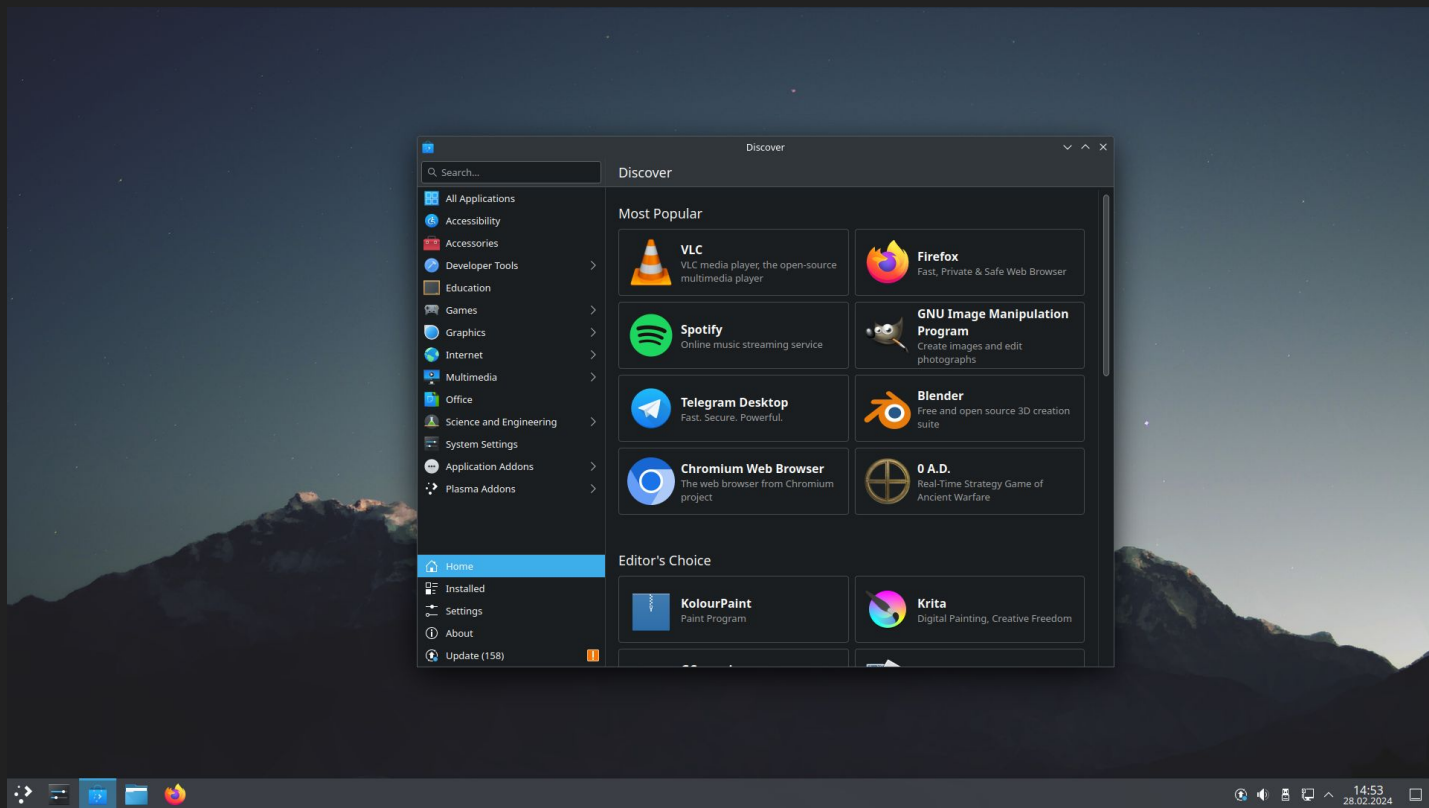 Discover
Search...
Discover
All Applications
Accessibility
Accessories
Developer Tools
Education
Games
Graphics
Internet
Multimedia
Office
Science and Engineering
System Settings
Application Addons
Plasma Addons
Home
Installed
Settings
About
Update (158)
Most Popular
VLC
VLC media player, the open-source
multimedia player
Firefox
Fast, Private & Safe Web Browser
Spotify
Online music streaming service
GNU Image Manipulation
Program
Create images and edit
photographs
Telegram Desktop
Fast. Secure. Powerful.
Blender
Free and open source 3D creation
suite
Chromium Web Browser
The web browser from Chromium
project
0 A.D.
Real-Time Strategy Game of
Ancient Warfare
Editor's Choice
KolourPaint
Paint Program
Krita
Digital Painting, Creative Freedom
14:53
28.02.2024